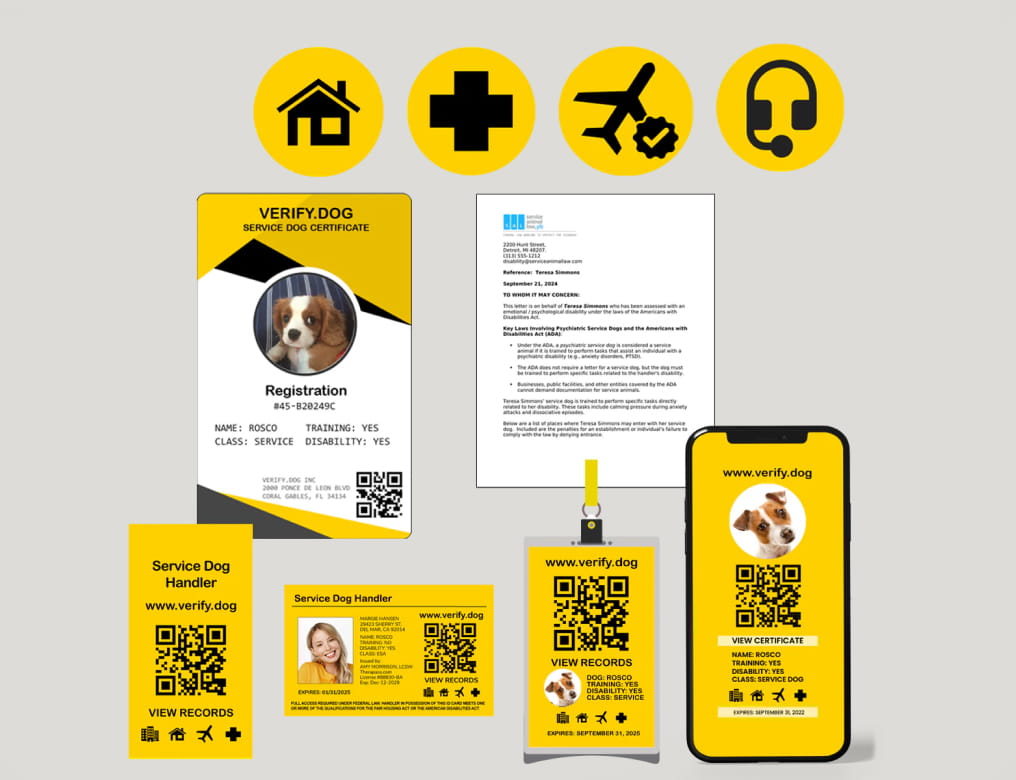 VERIFY.DOG
SERVICE DOG CERTIFICATE
Registration
#45-B20249C
NAME: ROSCO TRAINING: YES
CLASS: SERVICE DISABILITY: YES
VERIFY.DOG INC
2000 PONCE DE LEON BLVD
CORAL GABLES, FL 34134
SAL
service
animal
law.plc
2200 Hunt Street,
Detroit, MI 48207.
(313) 555-1212
disability@serviceanimallaw.com
Reference: Teresa Simmons
September 21, 2024
TO WHOM IT MAY CONCERN:
This letter is on behalf of Teresa Simmons who has been assessed with an
emotional / psychological disability under the laws of the Americans with
Disabilities Act.
Key Laws Involving Psychiatric Service Dogs and the Americans with
Disabilities Act (ADA):
• Under the ADA, a psychiatric service dog is considered a service
animal if it is trained to perform tasks that assist an individual with a
psychiatric disability (e.g., anxiety disorders, PTSD).
• The ADA does not require a letter for a service dog, but the dog must
be trained to perform specific tasks related to the handler's disability.
• Businesses, public facilities, and other entities covered by the ADA
cannot demand documentation for service animals.
Teresa Simmons' service dog is trained to perform specific tasks directly
related to her disability. These tasks include calming pressure during anxiety
attacks and dissociative episodes.
Below are a list of places where Teresa Simmons may enter with her service
dog. Included are the penalties for an establishment or individual's failure to
comply with the law by denying entrance.
Service Dog
Handler
www.verify.dog
VIEW RECORDS
Service Dog Handler
MARGIE HANSEN
29423 SHERRY ST.
DEL MAR, CA 92014
NAME: ROSCO
TRAINING: NO
DISABILITY: YES
CLASS: ESA
Issued by:
AMY MORRISON, LCSW
Therapass.com
License #88830-BA
Exp: Dec-12-2029
www.verify.dog
VIEW RECORDS
EXPIRES: 01/31/2025
FULL ACCESS REQUIRED UNDER FEDERAL LAW. HANDLER IN POSSESSION OF THIS ID CARD MEETS ONE
OR MORE OF THE QUALIFICATIONS FOR THE FAIR HOUSING ACT OR THE AMERICAN DISABILITIES ACT.
www.verify.dog
VIEW RECORDS
DOG: ROSCO
TRAINING: YES
DISABILITY: YES
CLASS: SERVICE
EXPIRES: SEPTEMBER 31, 2025
www.verify.dog
VIEW CERTIFICATE
NAME: ROSCO
TRAINING: YES
DISABILITY: YES
CLASS: SERVICE DOG
EXPIRES: SEPTEMBER 31, 2022